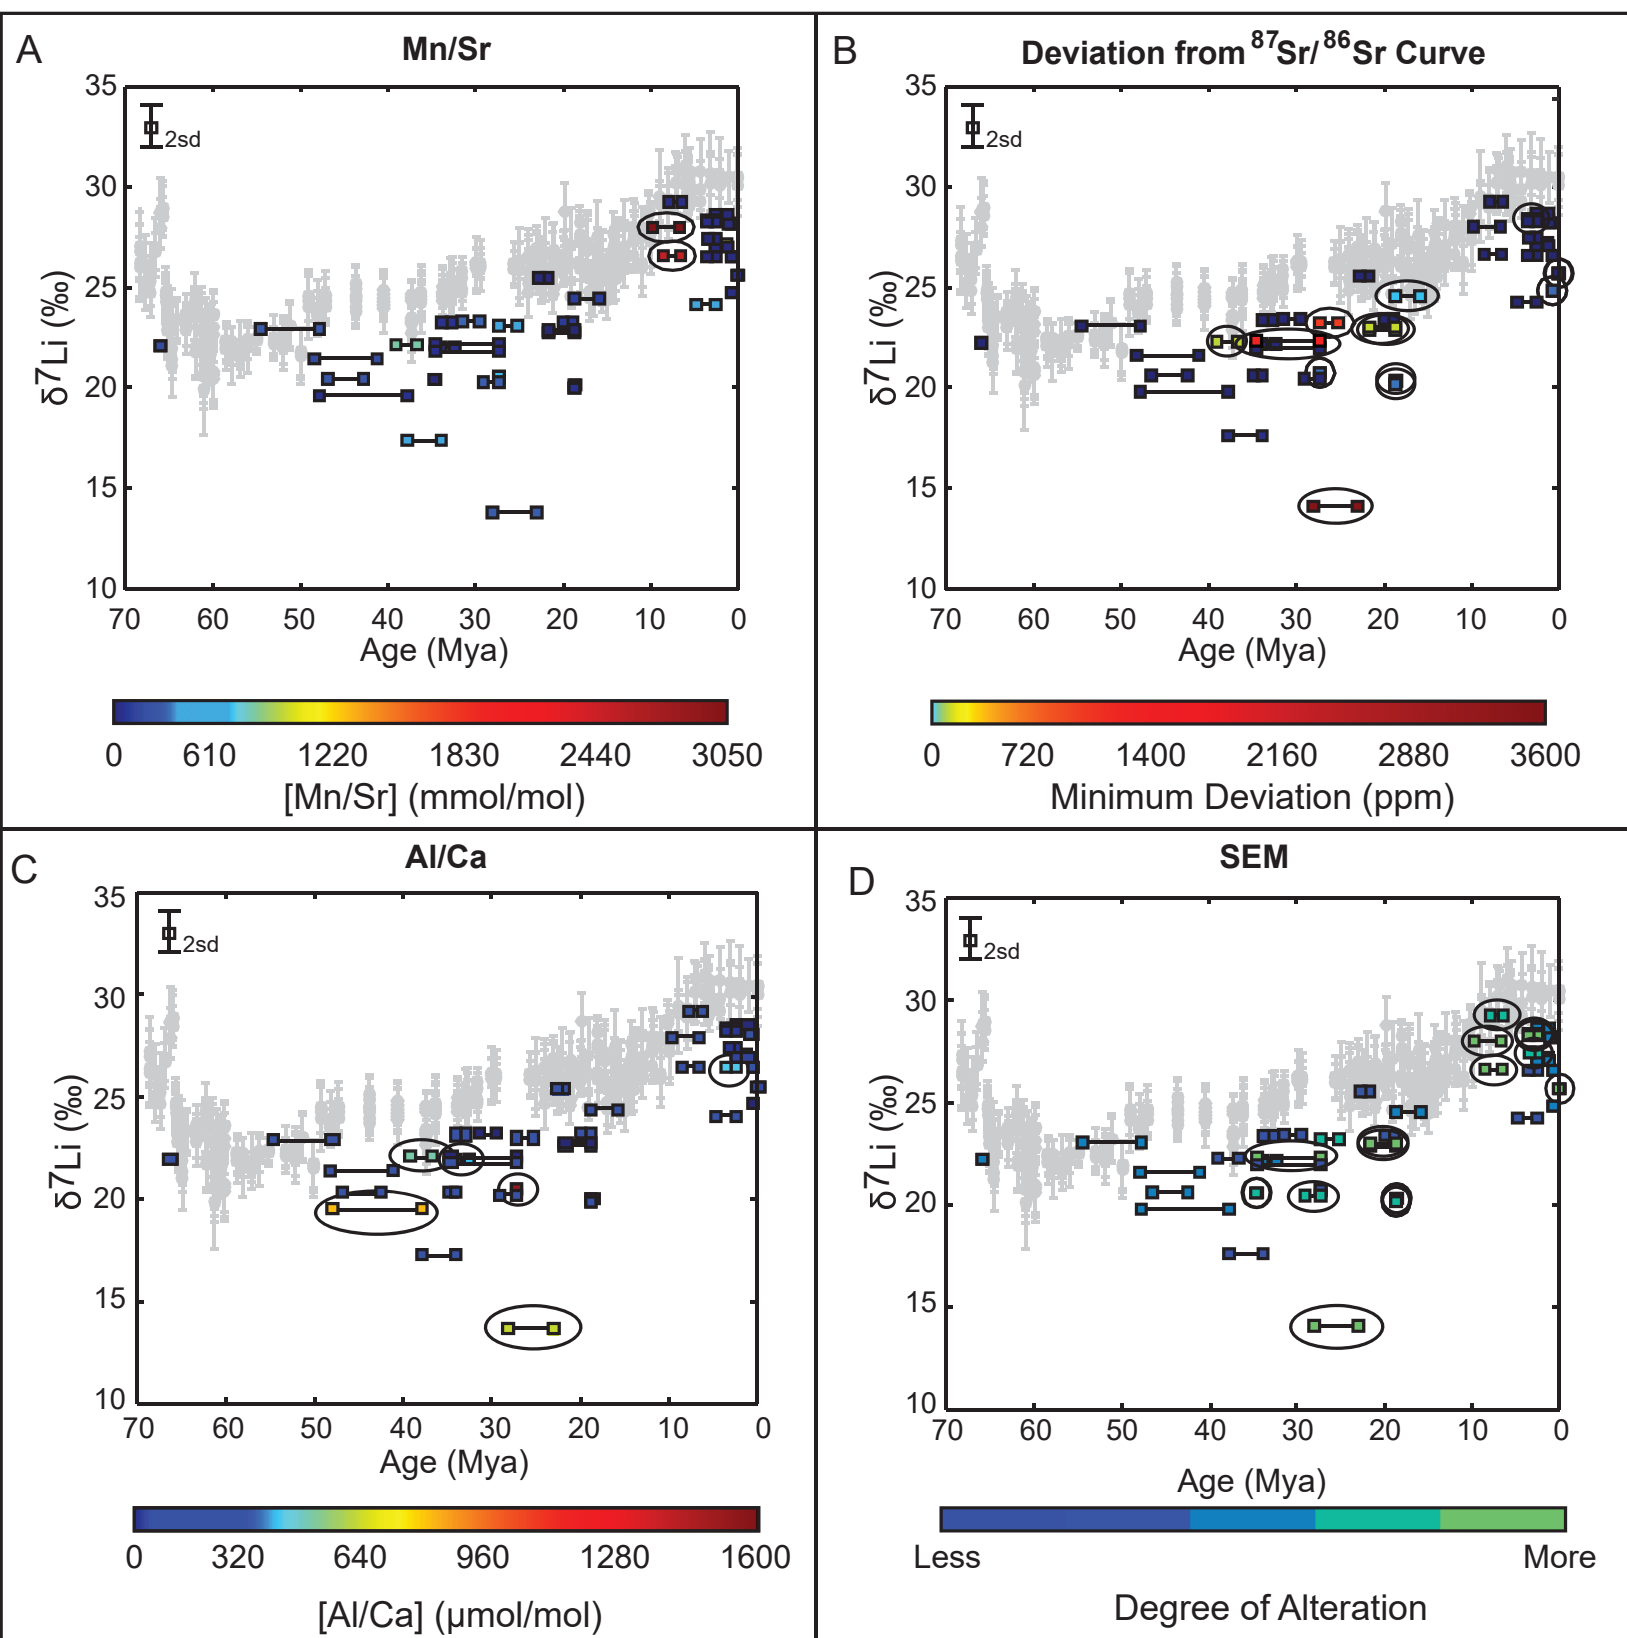 A
Mn/Sr
35
30
25
20
15
10
2sd
δ7Li (‰)
70 60 50 40 30 20 10 0
Age (Mya)
0 610 1220 1830 2440 3050
[Mn/Sr] (mmol/mol)
B
Deviation from 87Sr/86Sr Curve
35
30
25
20
15
10
2sd
δ7Li (‰)
70 60 50 40 30 20 10 0
Age (Mya)
0 720 1400 2160 2880 3600
Minimum Deviation (ppm)
C
Al/Ca
35
30
25
20
15
10
2sd
δ7Li (‰)
70 60 50 40 30 20 10 0
Age (Mya)
0 320 640 960 1280 1600
[Al/Ca] (μmol/mol)
D
SEM
35
30
25
20
15
10
2sd
δ7Li (‰)
70 60 50 40 30 20 10 0
Age (Mya)
Less More
Degree of Alteration